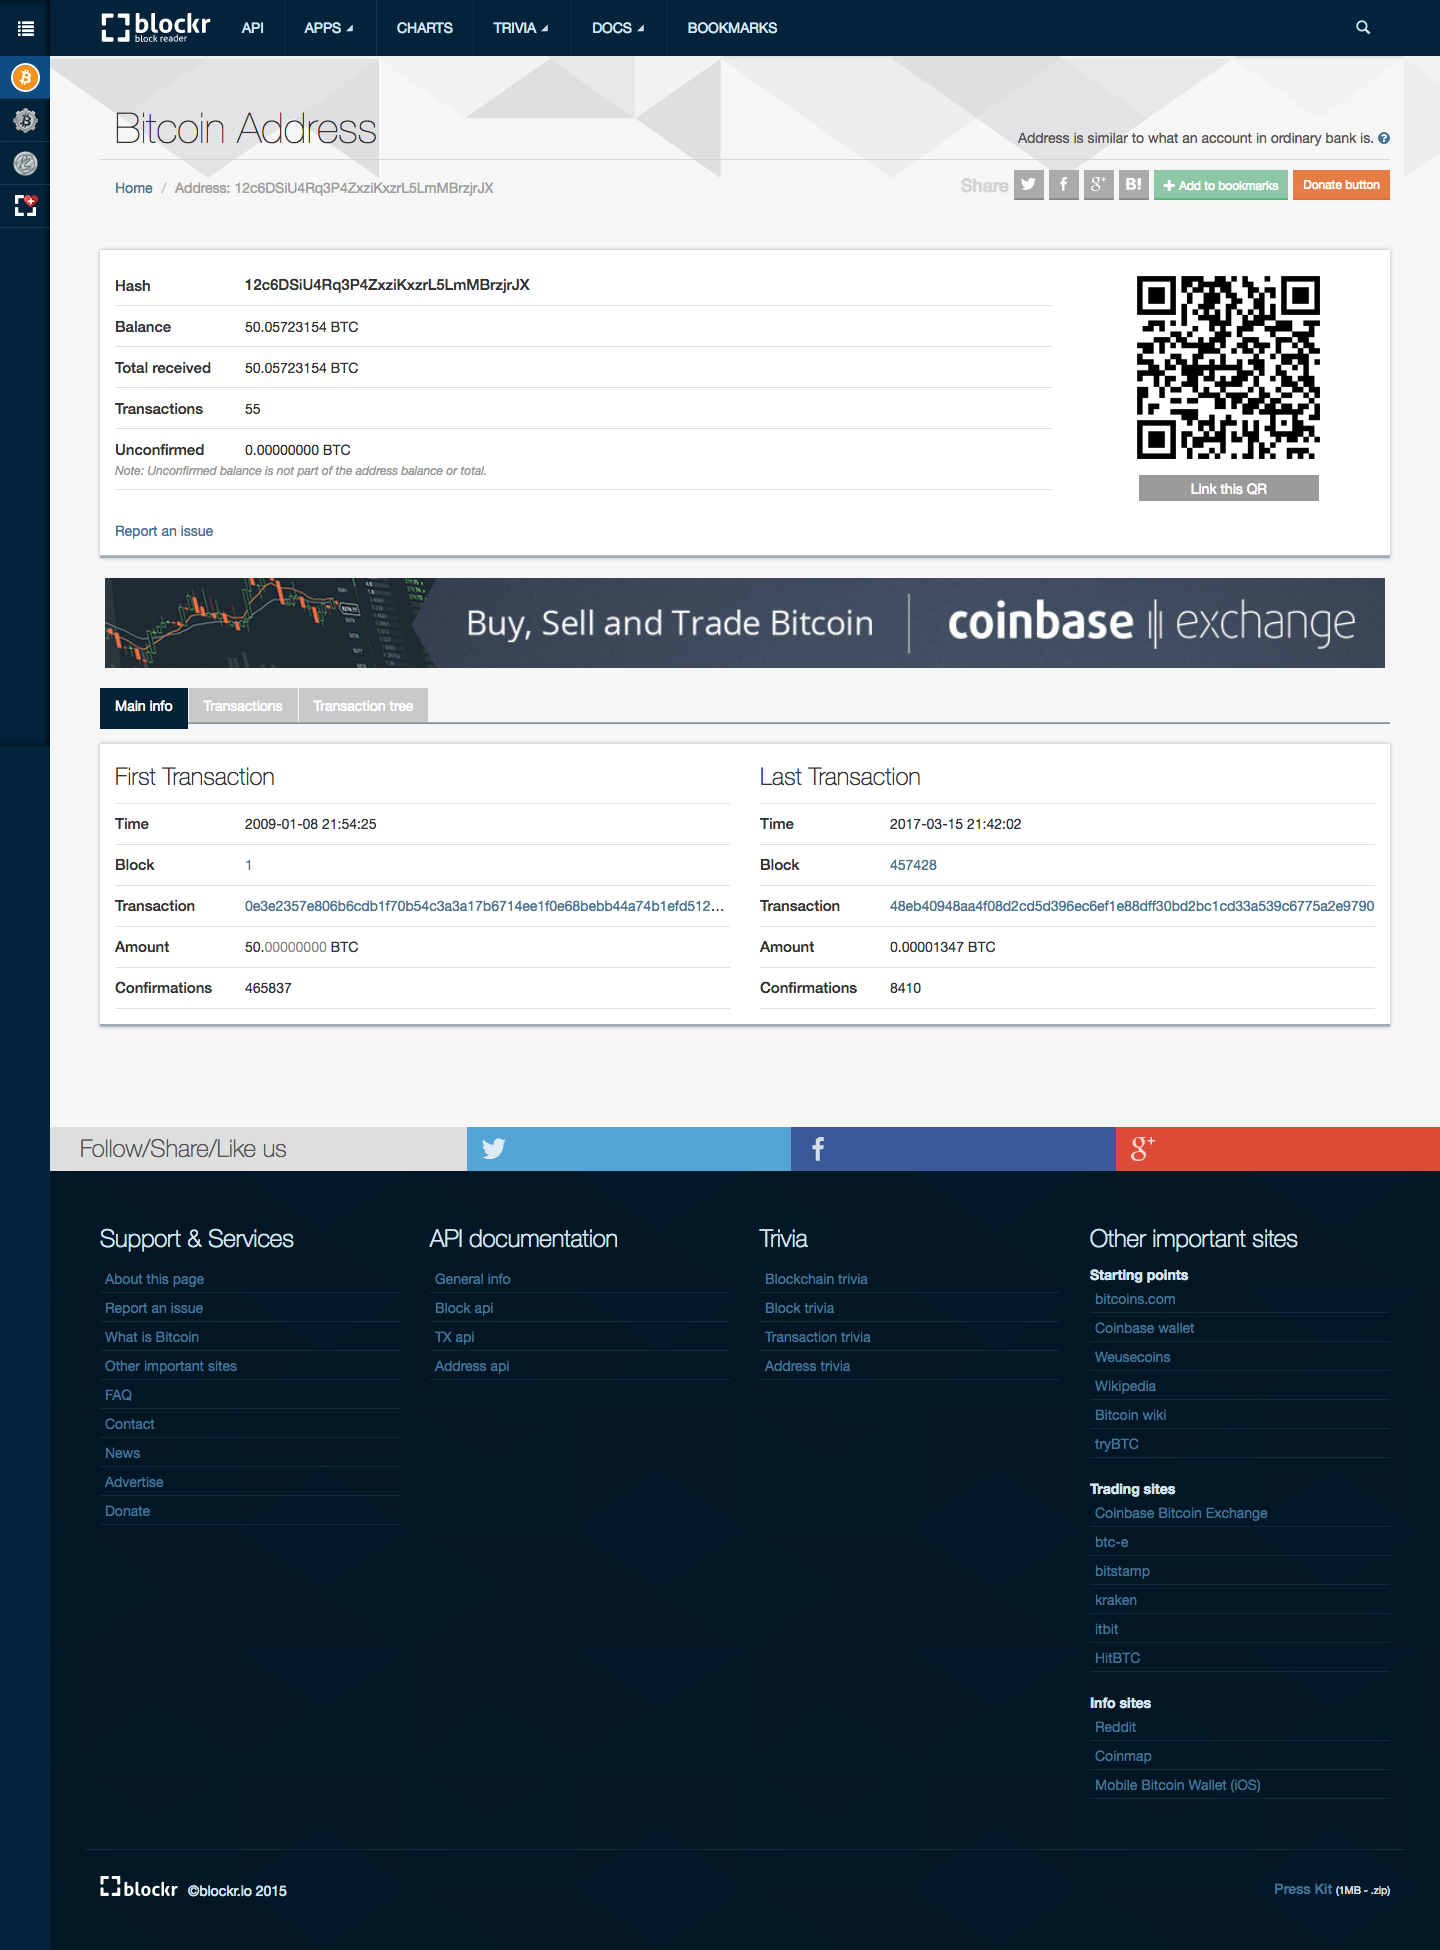 blockr
block reader
API
APPS
CHARTS
TRIVIA
DOCS
BOOKMARKS
Bitcoin Address
Address is similar to what an account in ordinary bank is.
Home / Address: 12c6DSiU4Rq3P4ZxziKxzrL5LmMBrzjrJX
Share
B!
Add to bookmarks
Donate button
Hash 12c6DSiU4Rq3P4ZxziKxzrL5LmMBrzjrJX
Balance 50.05723154 BTC
Total received 50.05723154 BTC
Transactions 55
Unconfirmed 0.00000000 BTC
Note: Unconfirmed balance is not part of the address balance or total.
Link this QR
Report an issue
Buy, Sell and Trade Bitcoin | coinbase exchange
Main info
Transactions
Transaction tree
First Transaction
Time 2009-01-08 21:54:25
Block 1
Transaction 0e3e2357e806b6cdb1f70b54c3a3a17b6714ee1f0e68bebb44a74b1efd512...
Amount 50.00000000 BTC
Confirmations 465837
Last Transaction
Time 2017-03-15 21:42:02
Block 457428
Transaction 48eb40948aa4f08d2cd5d396ec6ef1e88dff30bd2bc1cd33a539c6775a2e9790
Amount 0.00001347 BTC
Confirmations 8410
Follow/Share/Like us
Support & Services
About this page
Report an issue
What is Bitcoin
Other important sites
FAQ
Contact
News
Advertise
Donate
API documentation
General info
Block api
TX api
Address api
Trivia
Blockchain trivia
Block trivia
Transaction trivia
Address trivia
Other important sites
Starting points
bitcoins.com
Coinbase wallet
Weusecoins
Wikipedia
Bitcoin wiki
tryBTC
Trading sites
Coinbase Bitcoin Exchange
btc-e
bitstamp
kraken
itbit
HitBTC
Info sites
Reddit
Coinmap
Mobile Bitcoin Wallet (iOS)
blockr ©blockr.io 2015
Press Kit (1MB - .zip)